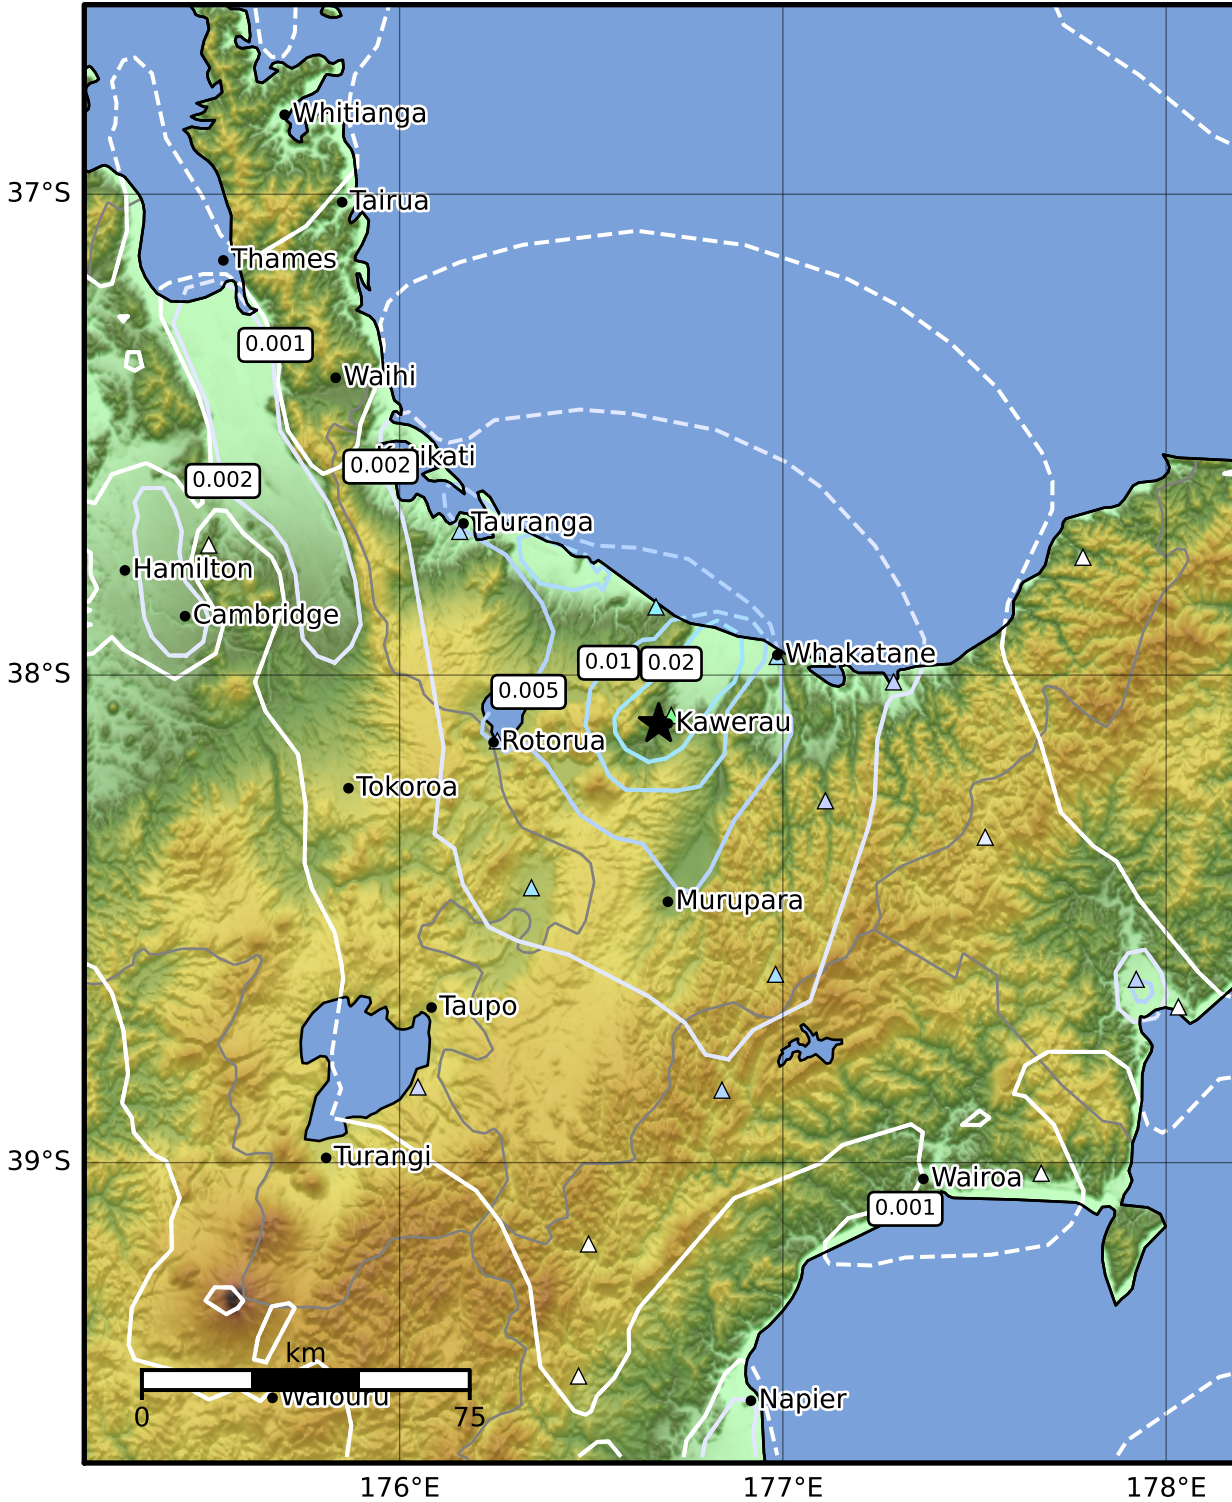 Whitianga
37°S
Tairua
Thames
0.001
Waihi
0.002
0.002
Tauranga
Hamilton
Cambridge
Whakatane
38°S
0.01
0.02
0.005
Kawerau
Rotorua
Tokoroa
Murupara
Taupo
39°S
Turangi
Wairoa
0.001
km
0
75
Napier
176°E
177°E
178°E